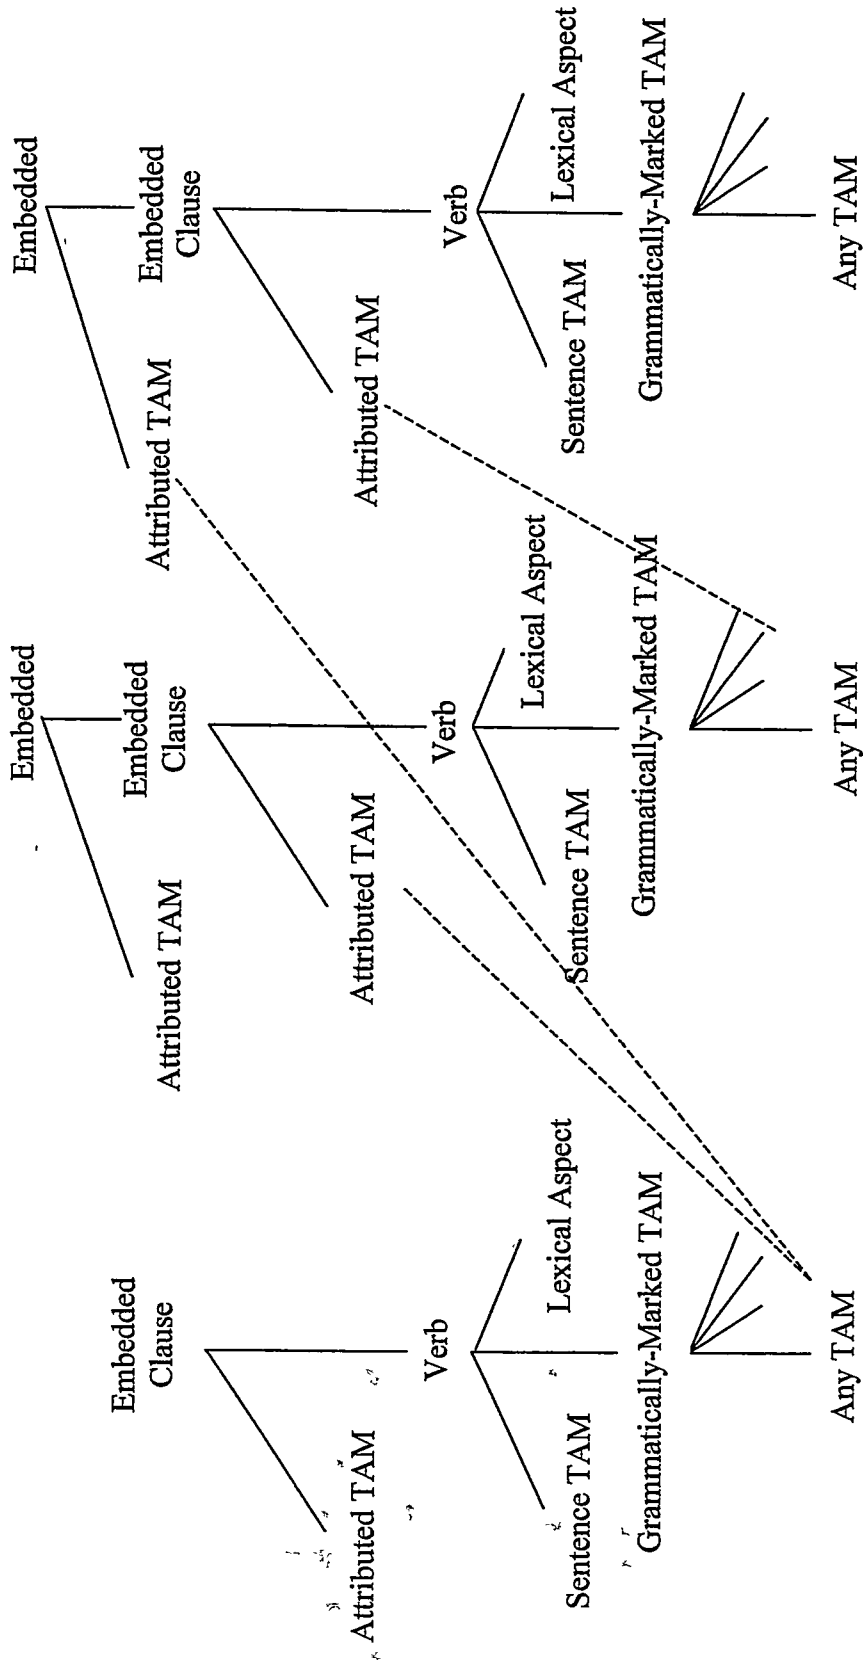 Embedded
Clause
Attributed TAM
Verb
Sentence TAM
Lexical Aspect
Grammatically-Marked TAM
Any TAM
Embedded
Attributed TAM
Embedded
Clause
Attributed TAM
Verb
Sentence TAM
Lexical Aspect
Grammatically-Marked TAM
Any TAM
Embedded
Attributed TAM
Embedded
Clause
Attributed TAM
Verb
Sentence TAM
Lexical Aspect
Grammatically-Marked TAM
Any TAM